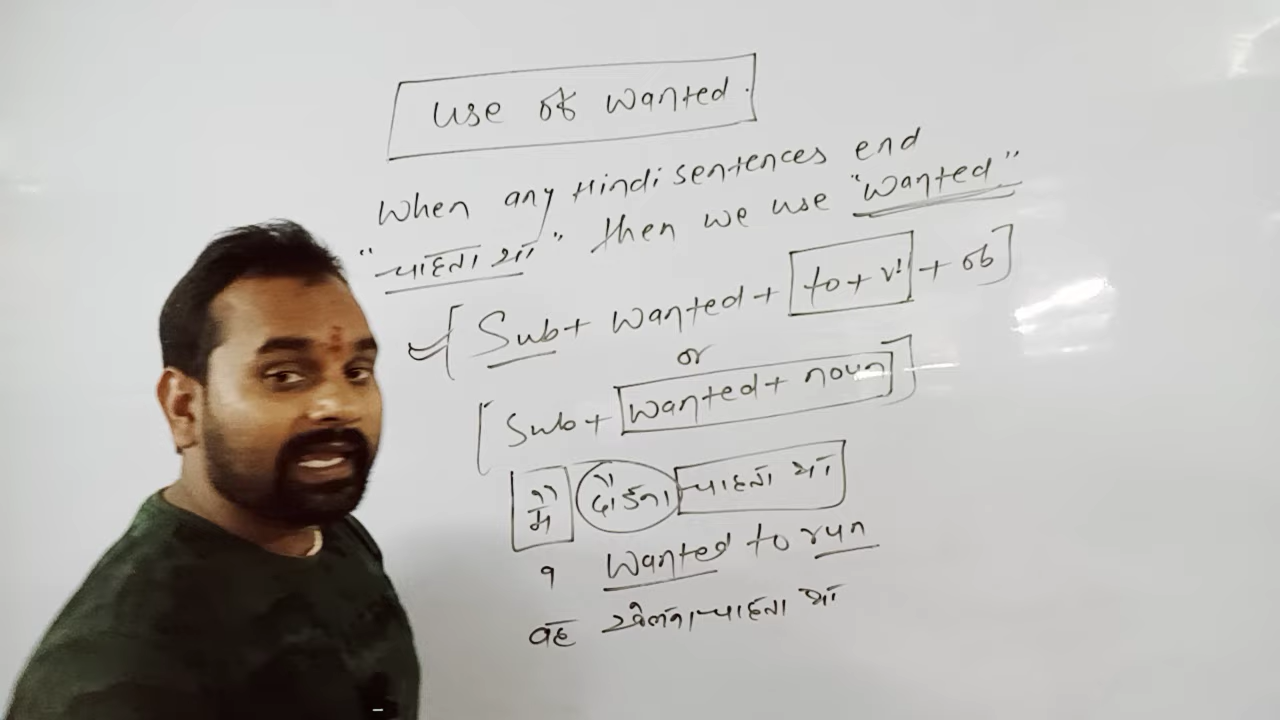 Use of Wanted.
When any Hindi sentences end
"चाहता था" then we use "Wanted"
[Sub + Wanted + to + v¹ + ob]
or
[Sub + Wanted + noun]
मैं दौड़ना चाहता था
I Wanted to run
वह खेलना चाहता था